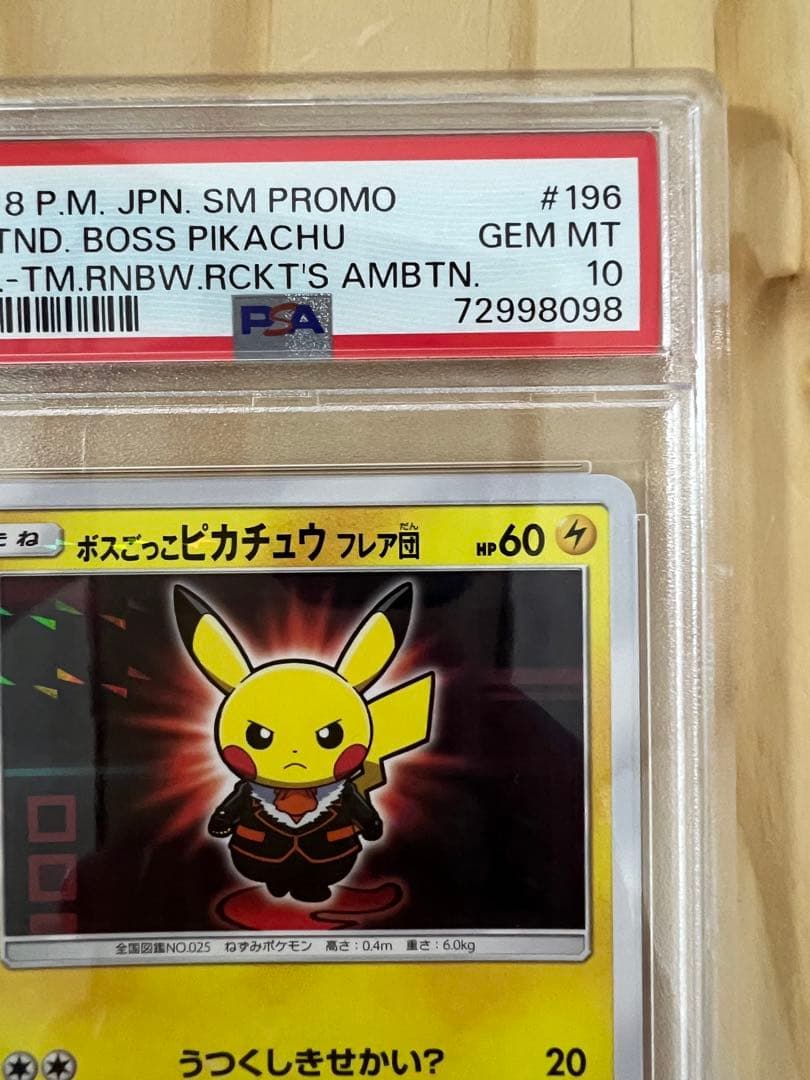 8 P.M. JPN. SM PROMO #196
TND. BOSS PIKACHU GEM MT
.-TM.RNBW.RCKT'S AMBTN. 10
PSA 72998098
たね ボスごっこピカチュウ フレア団 HP60
だん
全国図鑑NO.025 ねずみポケモン 高さ:0.4m 重さ:6.0kg
うつくしきせかい? 20